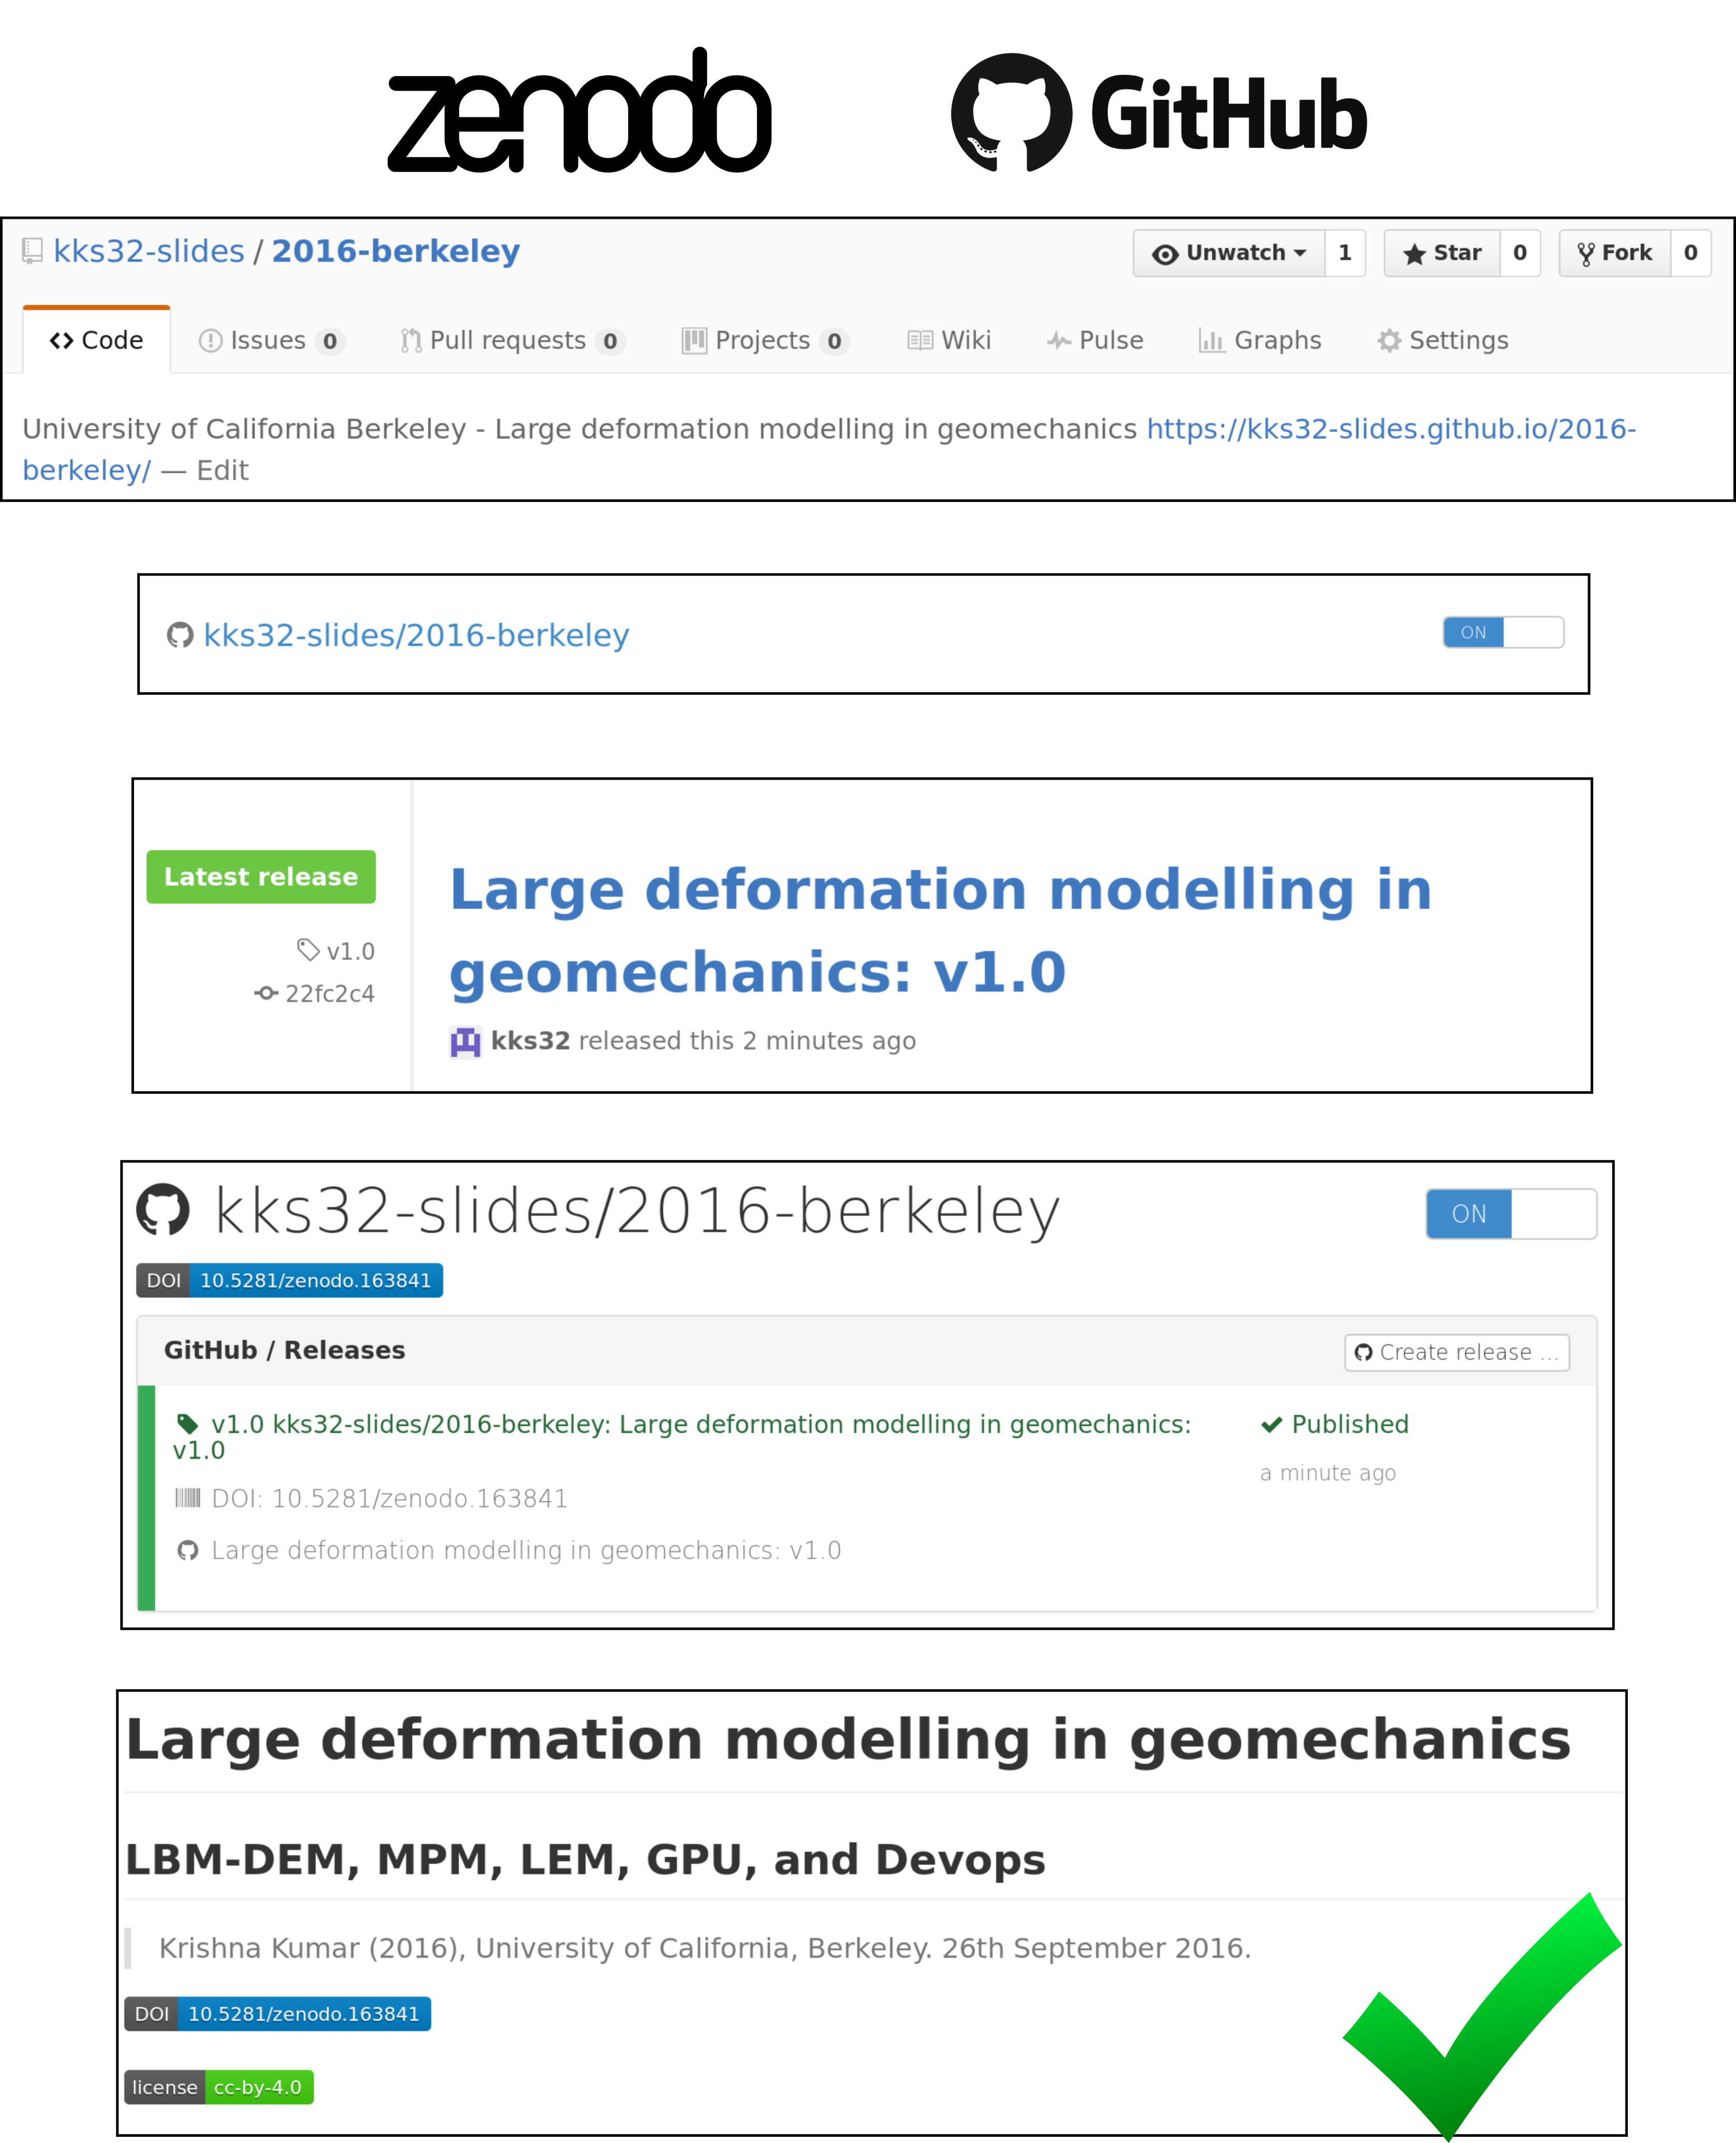 zenodo GitHub
kks32-slides / 2016-berkeley Unwatch 1 Star 0 Fork 0
Code Issues 0 Pull requests 0 Projects 0 Wiki Pulse Graphs Settings
University of California Berkeley - Large deformation modelling in geomechanics https://kks32-slides.github.io/2016-
berkeley/ — Edit
kks32-slides/2016-berkeley ON
Latest release
v1.0
22fc2c4
Large deformation modelling in
geomechanics: v1.0
kks32 released this 2 minutes ago
kks32-slides/2016-berkeley ON
DOI 10.5281/zenodo.163841
GitHub / Releases Create release ...
v1.0 kks32-slides/2016-berkeley: Large deformation modelling in geomechanics:
v1.0
Published
a minute ago
DOI: 10.5281/zenodo.163841
Large deformation modelling in geomechanics: v1.0
Large deformation modelling in geomechanics
LBM-DEM, MPM, LEM, GPU, and Devops
Krishna Kumar (2016), University of California, Berkeley. 26th September 2016.
DOI 10.5281/zenodo.163841
license cc-by-4.0